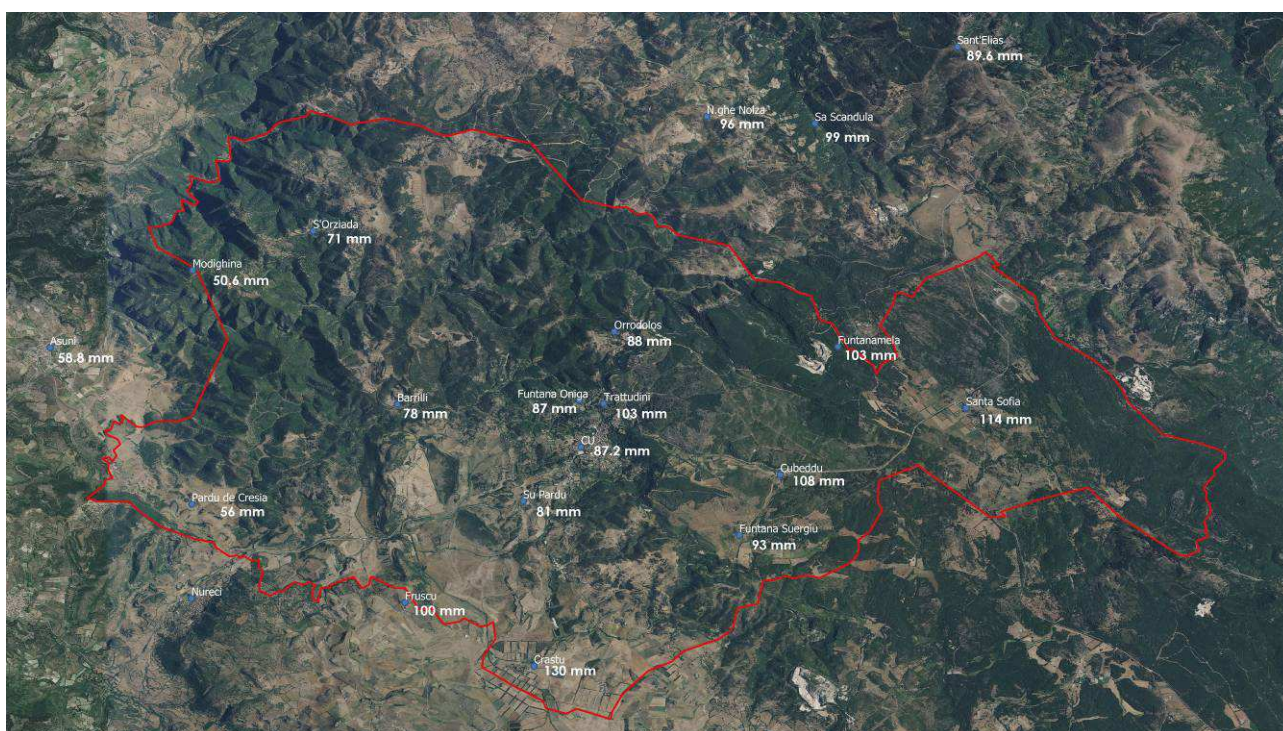 Sant'Elias
89.6 mm
N.ghe Nolza
96 mm
Sa Scandula
99 mm
S'Orziada
71 mm
Modighina
50.6 mm
Orrodolos
88 mm
Asuni
58.8 mm
Funtanamela
103 mm
Barrili
78 mm
Funtana Oniga
87 mm
Trattudini
103 mm
Santa Sofia
114 mm
CU
87.2 mm
Cubeddu
108 mm
Pardu de Cresia
56 mm
Su Pardu
81 mm
Funtana Suergiu
93 mm
Nureci
Fruscu
100 mm
Crastu
130 mm